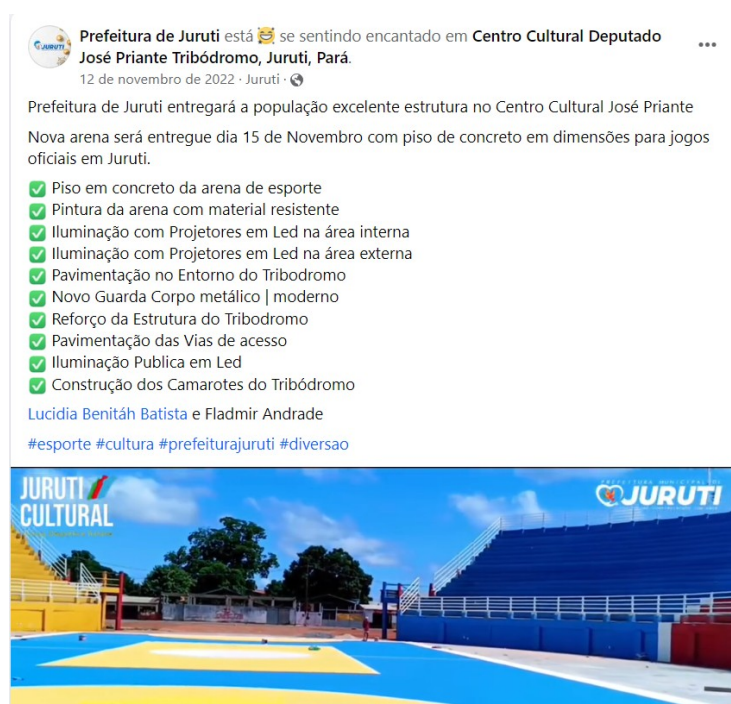 JURUTI
Prefeitura de Juruti está 😁 se sentindo encantado em Centro Cultural Deputado
José Priante Tribódromo, Juruti, Pará.
12 de novembro de 2022 · Juruti ·
Prefeitura de Juruti entregará a população excelente estrutura no Centro Cultural José Priante
Nova arena será entregue dia 15 de Novembro com piso de concreto em dimensões para jogos
oficiais em Juruti.
✅ Piso em concreto da arena de esporte
✅ Pintura da arena com material resistente
✅ Iluminação com Projetores em Led na área interna
✅ Iluminação com Projetores em Led na área externa
✅ Pavimentação no Entorno do Tribodromo
✅ Novo Guarda Corpo metálico | moderno
✅ Reforço da Estrutura do Tribodromo
✅ Pavimentação das Vias de acesso
✅ Iluminação Publica em Led
✅ Construção dos Camarotes do Tribódromo
Lucidia Benitáh Batista e Fladmir Andrade
#esporte #cultura #prefeiturajuruti #diversao
JURUTI
CULTURAL
PREFEITURA MUNICIPAL DE
JURUTI